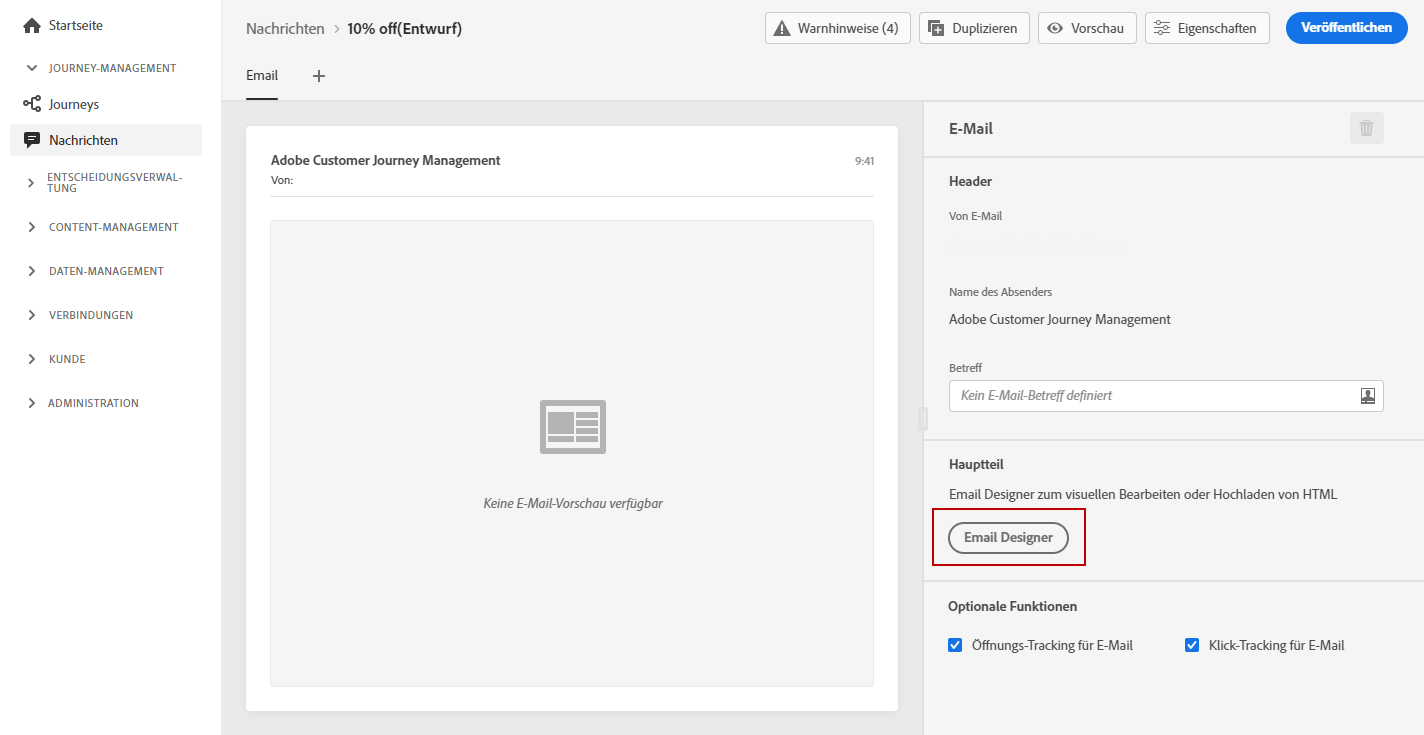 Startseite
JOURNEY-MANAGEMENT
Journeys
Nachrichten
ENTSCHEIDUNGSVERWAL-
TUNG
CONTENT-MANAGEMENT
DATEN-MANAGEMENT
VERBINDUNGEN
KUNDE
ADMINISTRATION
Nachrichten > 10% off(Entwurf)
Warnhinweise (4)
Duplizieren
Vorschau
Eigenschaften
Veröffentlichen
Email +
Adobe Customer Journey Management 9:41
Von:
Keine E-Mail-Vorschau verfügbar
E-Mail
Header
Von E-Mail
Name des Absenders
Adobe Customer Journey Management
Betreff
Kein E-Mail-Betreff definiert
Hauptteil
Email Designer zum visuellen Bearbeiten oder Hochladen von HTML
Email Designer
Optionale Funktionen
Öffnungs-Tracking für E-Mail
Klick-Tracking für E-Mail